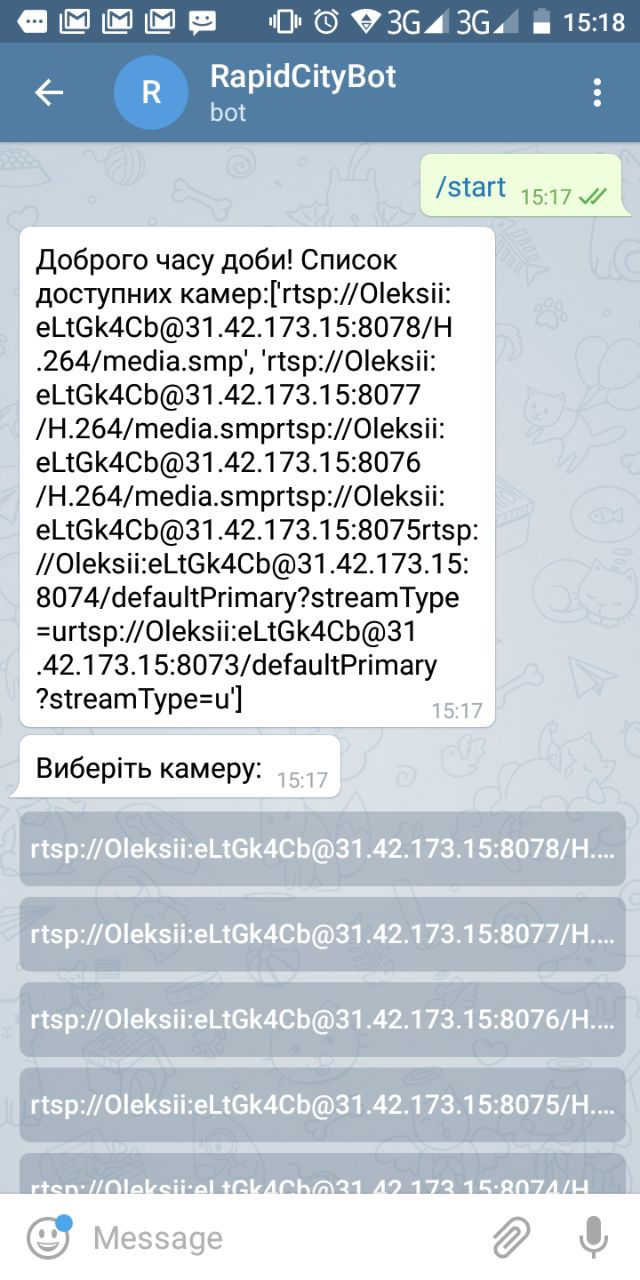 3G 3G 15:18
R
RapidCityBot
bot
/start 15:17
Доброго часу доби! Список
доступних камер:['rtsp://Oleksii:
eLtGk4Cb@31.42.173.15:8078/H
.264/media.smp', 'rtsp://Oleksii:
eLtGk4Cb@31.42.173.15:8077
/H.264/media.smprtsp://Oleksii:
eLtGk4Cb@31.42.173.15:8076
/H.264/media.smprtsp://Oleksii:
eLtGk4Cb@31.42.173.15:8075rtsp:
//Oleksii:eLtGk4Cb@31.42.173.15:
8074/defaultPrimary?streamType
=urtsp://Oleksii:eLtGk4Cb@31
.42.173.15:8073/defaultPrimary
?streamType=u']
15:17
Виберіть камеру: 15:17
rtsp://Oleksii:eLtGk4Cb@31.42.173.15:8078/H....
rtsp://Oleksii:eLtGk4Cb@31.42.173.15:8077/H....
rtsp://Oleksii:eLtGk4Cb@31.42.173.15:8076/H....
rtsp://Oleksii:eLtGk4Cb@31.42.173.15:8075/H....
rtsp://Oleksii:eLtGk4Cb@31.42.173.15:8074/H
Message